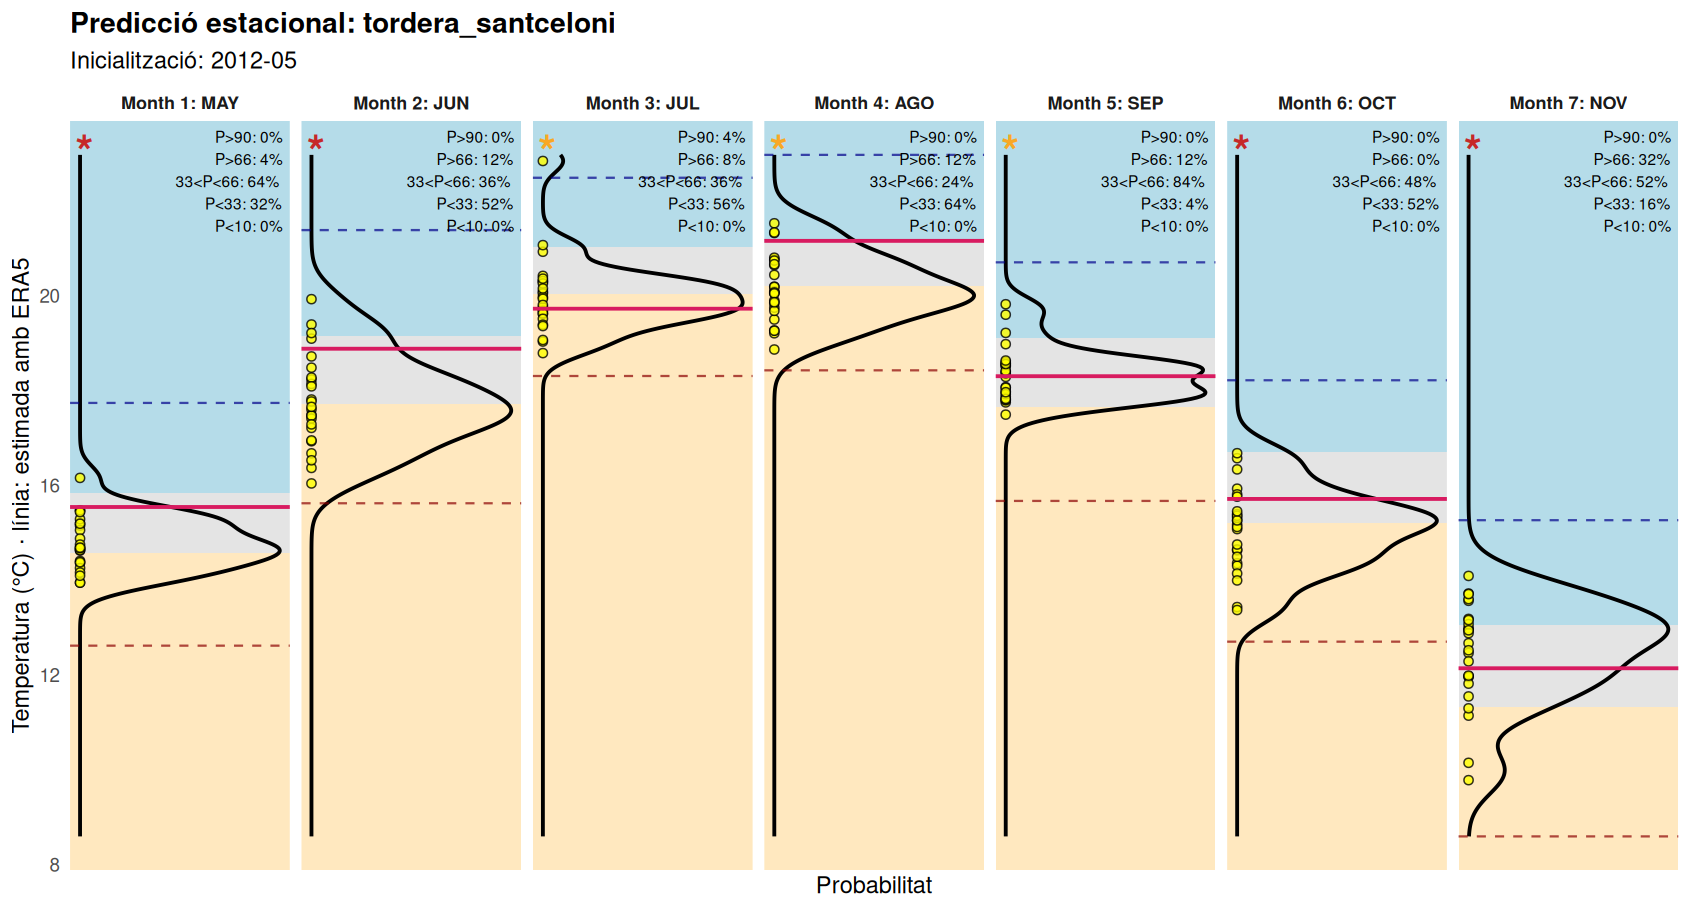 Predicció estacional: tordera_santceloni
Inicialització: 2012-05
Month 1: MAY
Month 2: JUN
Month 3: JUL
Month 4: AGO
Month 5: SEP
Month 6: OCT
Month 7: NOV
*
P>90: 0%
P>66: 4%
33<P<66: 64%
P<33: 32%
P<10: 0%
*
P>90: 0%
P>66: 12%
33<P<66: 36%
P<33: 52%
P<10: 0%
*
P>90: 4%
P>66: 8%
33<P<66: 36%
P<33: 56%
P<10: 0%
*
P>90: 0%
P>66: 12%
33<P<66: 24%
P<33: 64%
P<10: 0%
*
P>90: 0%
P>66: 12%
33<P<66: 84%
P<33: 4%
P<10: 0%
*
P>90: 0%
P>66: 0%
33<P<66: 48%
P<33: 52%
P<10: 0%
*
P>90: 0%
P>66: 32%
33<P<66: 52%
P<33: 16%
P<10: 0%
Temperatura (°C) · línia: estimada amb ERA5
20
16
12
8
Probabilitat